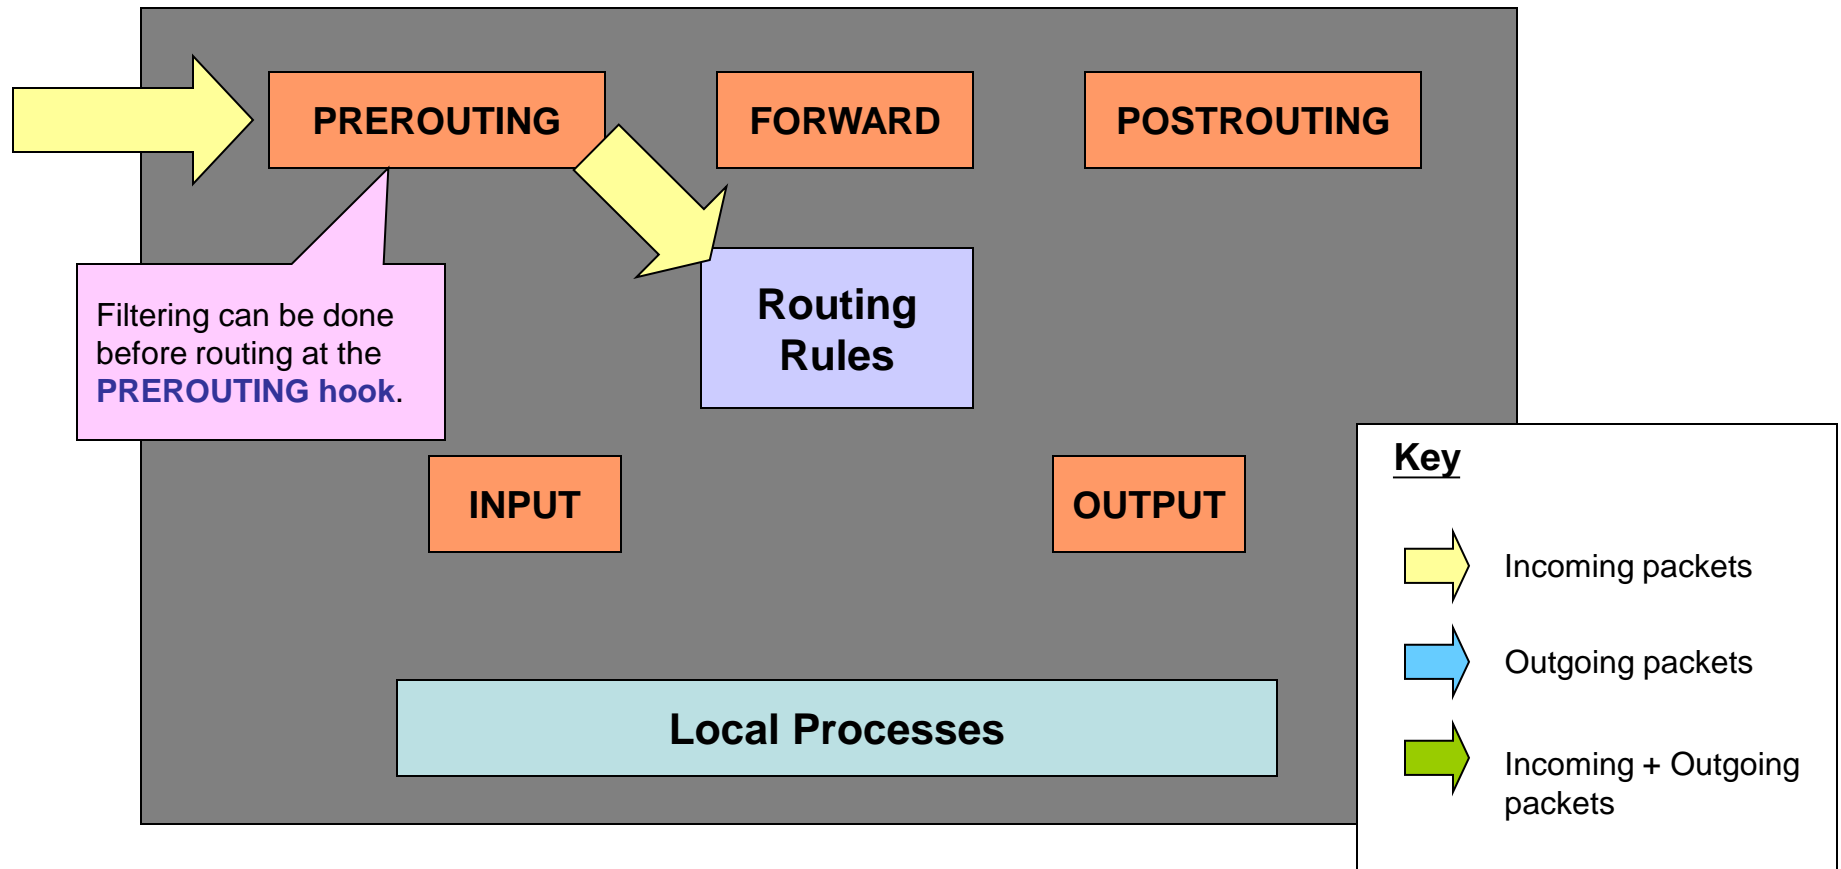 PREROUTING
FORWARD
POSTROUTING
Filtering can be done
before routing at the
PREROUTING hook.
Routing
Rules
INPUT
OUTPUT
Local Processes
Key
Incoming packets
Outgoing packets
Incoming + Outgoing
packets